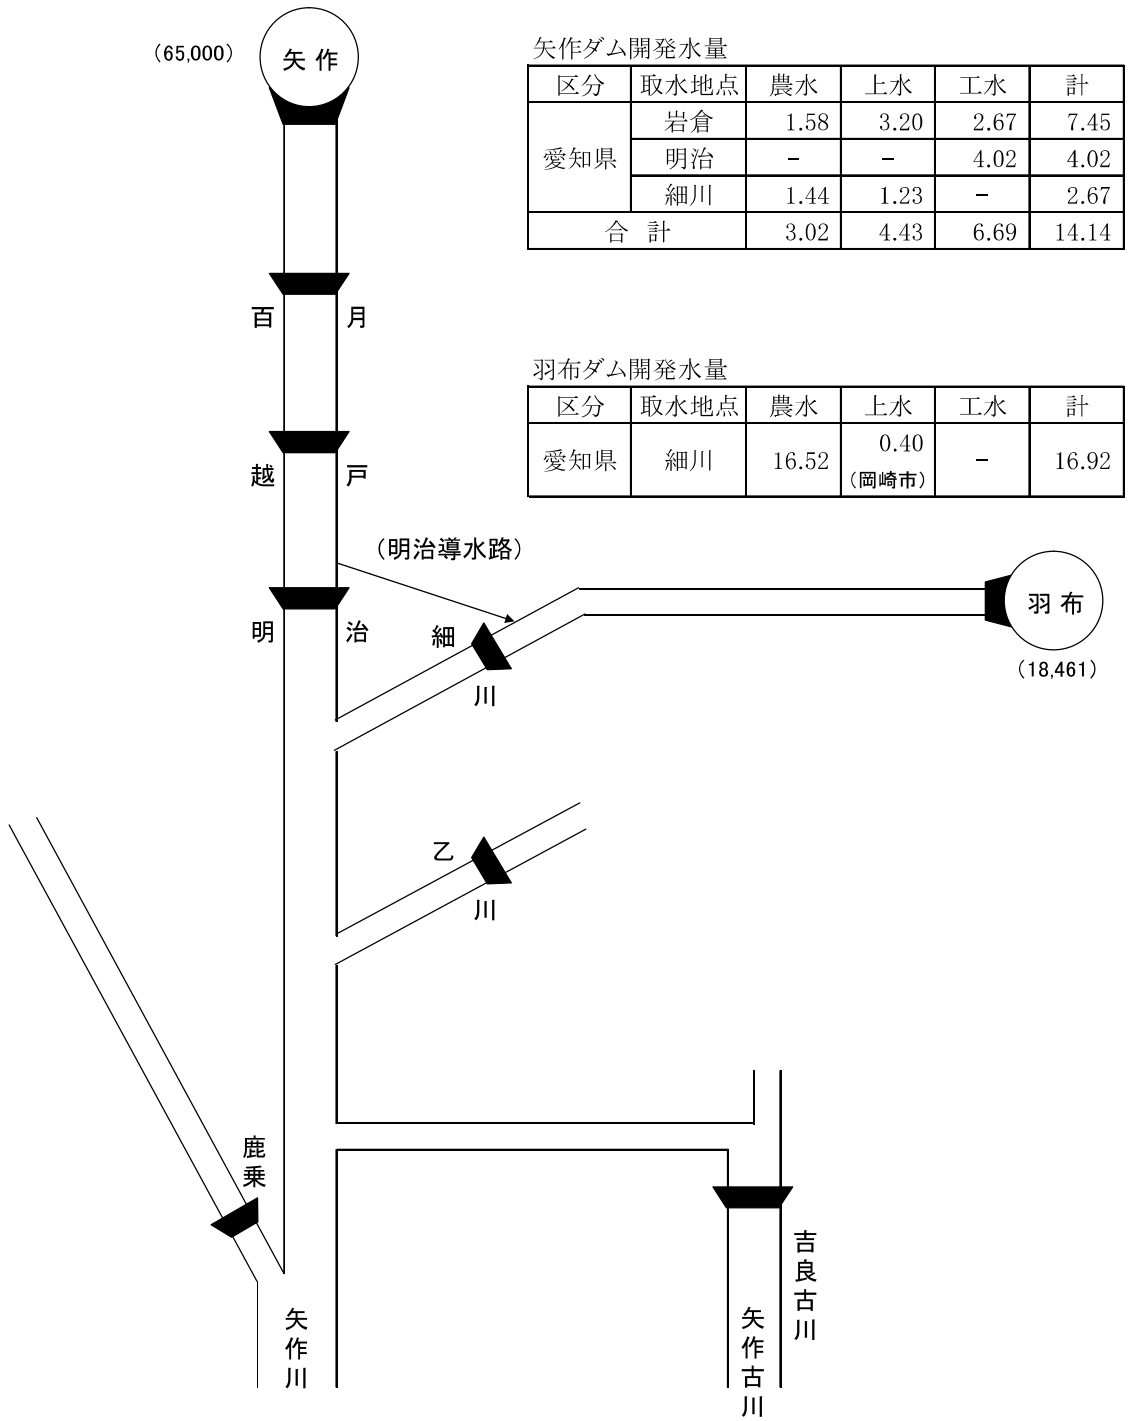 （65,000）
矢 作
矢作ダム開発水量
区分 取水地点 農水 上水 工水 計
愛知県 岩倉 1.58 3.20 2.67 7.45
明治 － － 4.02 4.02
細川 1.44 1.23 － 2.67
合 計 3.02 4.43 6.69 14.14
百 月
羽布ダム開発水量
区分 取水地点 農水 上水 工水 計
愛知県 細川 16.52 0.40 － 16.92
（岡崎市）
越 戸
（明治導水路）
明 治
羽 布
（18,461）
細
川
乙
川
鹿
乗
吉
良
古
川
矢
作
川
矢
作
古
川